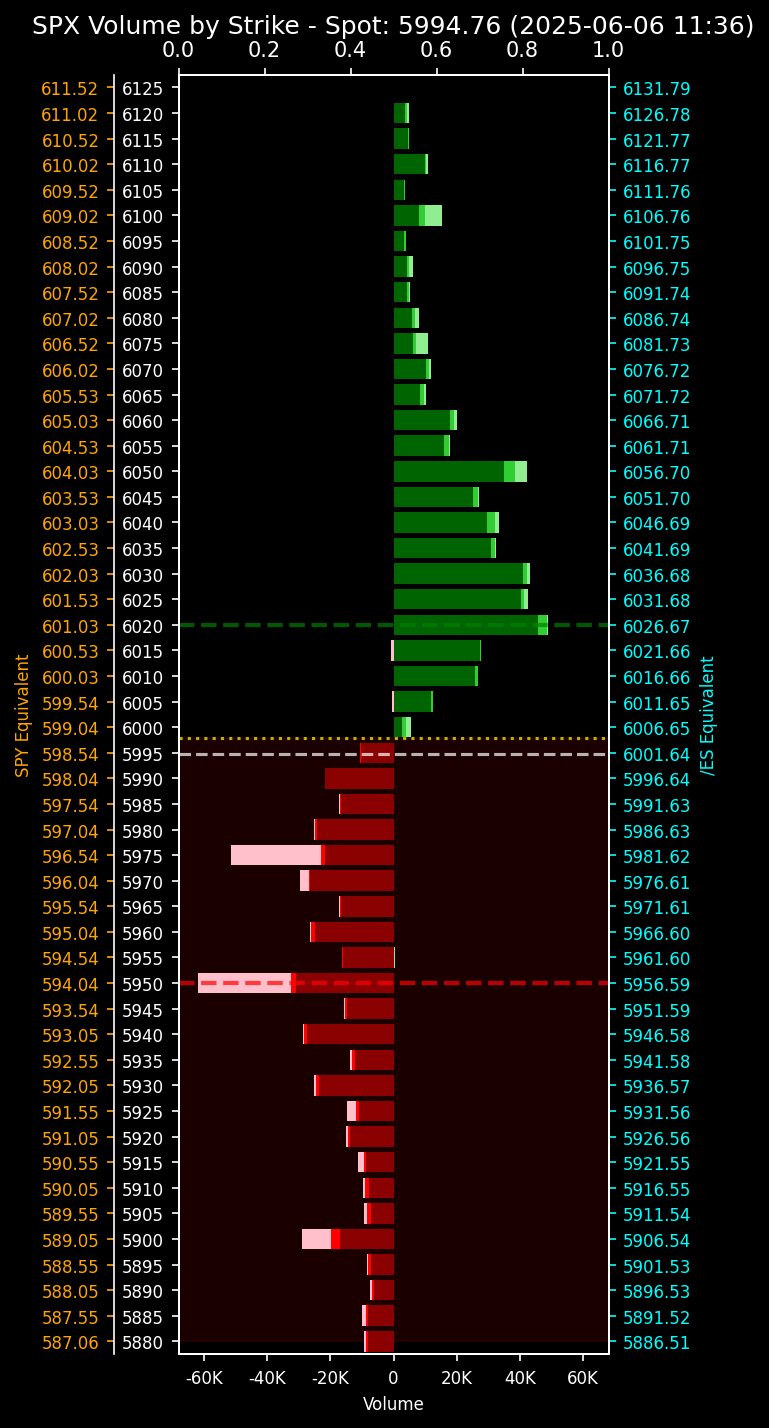 SPX Volume by Strike - Spot: 5994.76 (2025-06-06 11:36)
0.0 0.2 0.4 0.6 0.8 1.0
611.52 6125 6131.79
611.02 6120 6126.78
610.52 6115 6121.77
610.02 6110 6116.77
609.52 6105 6111.76
609.02 6100 6106.76
608.52 6095 6101.75
608.02 6090 6096.75
607.52 6085 6091.74
607.02 6080 6086.74
606.52 6075 6081.73
606.02 6070 6076.72
605.53 6065 6071.72
605.03 6060 6066.71
604.53 6055 6061.71
604.03 6050 6056.70
603.53 6045 6051.70
603.03 6040 6046.69
602.53 6035 6041.69
602.03 6030 6036.68
601.53 6025 6031.68
601.03 6020 6026.67
600.53 6015 6021.66
600.03 6010 6016.66
599.54 6005 6011.65
599.04 6000 6006.65
598.54 5995 6001.64
598.04 5990 5996.64
597.54 5985 5991.63
597.04 5980 5986.63
596.54 5975 5981.62
596.04 5970 5976.61
595.54 5965 5971.61
595.04 5960 5966.60
594.54 5955 5961.60
594.04 5950 5956.59
593.54 5945 5951.59
593.05 5940 5946.58
592.55 5935 5941.58
592.05 5930 5936.57
591.55 5925 5931.56
591.05 5920 5926.56
590.55 5915 5921.55
590.05 5910 5916.55
589.55 5905 5911.54
589.05 5900 5906.54
588.55 5895 5901.53
588.05 5890 5896.53
587.55 5885 5891.52
587.06 5880 5886.51
SPY Equivalent
/ES Equivalent
-60K -40K -20K 0 20K 40K 60K
Volume